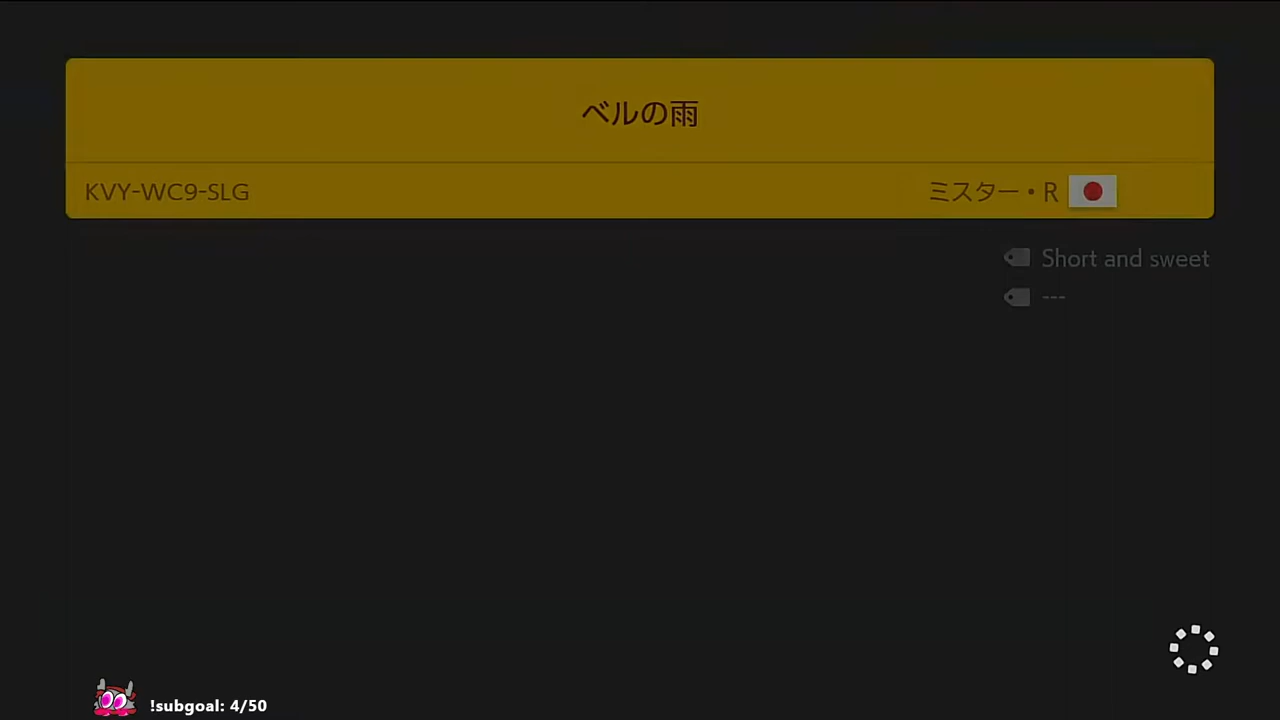 ベルの雨
KVY-WC9-SLG
ミスター・R
Short and sweet
---
!subgoal: 4/50